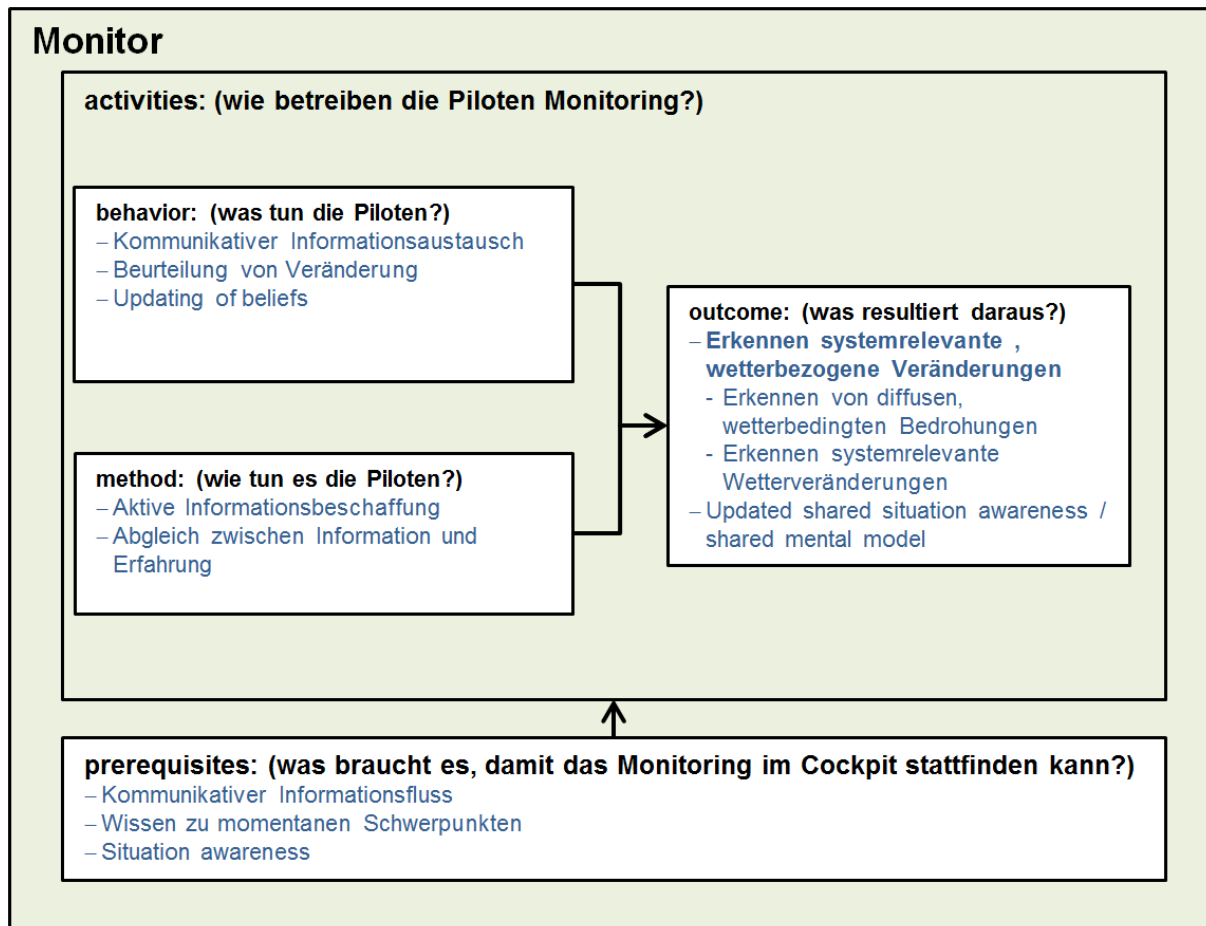 Monitor
activities: (wie betreiben die Piloten Monitoring?)
behavior: (was tun die Piloten?)
– Kommunikativer Informationsaustausch
– Beurteilung von Veränderung
– Updating of beliefs
method: (wie tun es die Piloten?)
– Aktive Informationsbeschaffung
– Abgleich zwischen Information und
Erfahrung
outcome: (was resultiert daraus?)
– Erkennen systemrelevante ,
wetterbezogene Veränderungen
- Erkennen von diffusen,
wetterbedingten Bedrohungen
- Erkennen systemrelevante
Wetterveränderungen
– Updated shared situation awareness /
shared mental model
prerequisites: (was braucht es, damit das Monitoring im Cockpit stattfinden kann?)
– Kommunikativer Informationsfluss
– Wissen zu momentanen Schwerpunkten
– Situation awareness